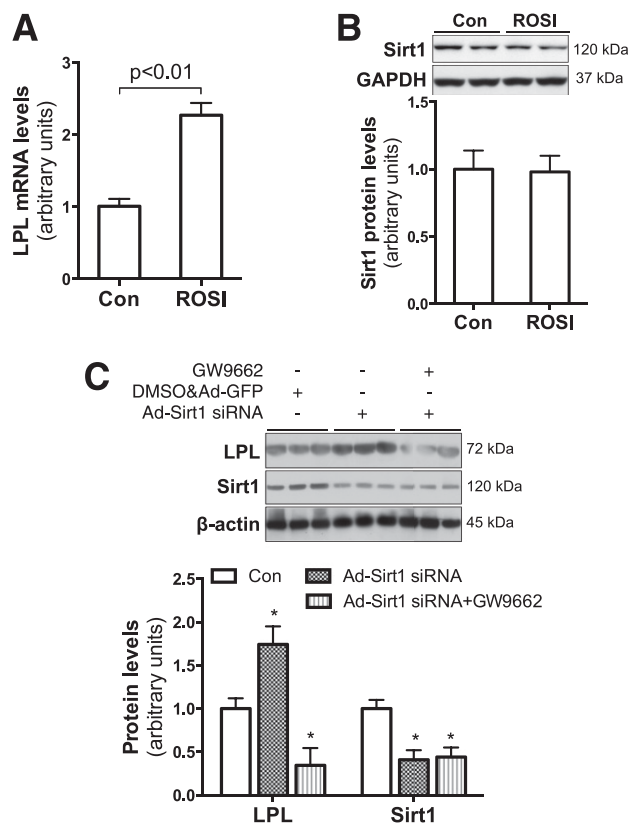 A
LPL mRNA levels
(arbitrary units)
3
2
1
0
p<0.01
Con
ROSI
B
Con
ROSI
Sirt1
120 kDa
GAPDH
37 kDa
Sirt1 protein levels
(arbitrary units)
1.5
1.0
0.5
0.0
Con
ROSI
C
GW9662 - - +
DMSO&Ad-GFP + - -
Ad-Sirt1 siRNA - + +
LPL
72 kDa
Sirt1
120 kDa
β-actin
45 kDa
Protein levels
(arbitrary units)
2.5
2.0
1.5
1.0
0.5
0.0
Con
Ad-Sirt1 siRNA
Ad-Sirt1 siRNA+GW9662
*
*
*
*
LPL
Sirt1